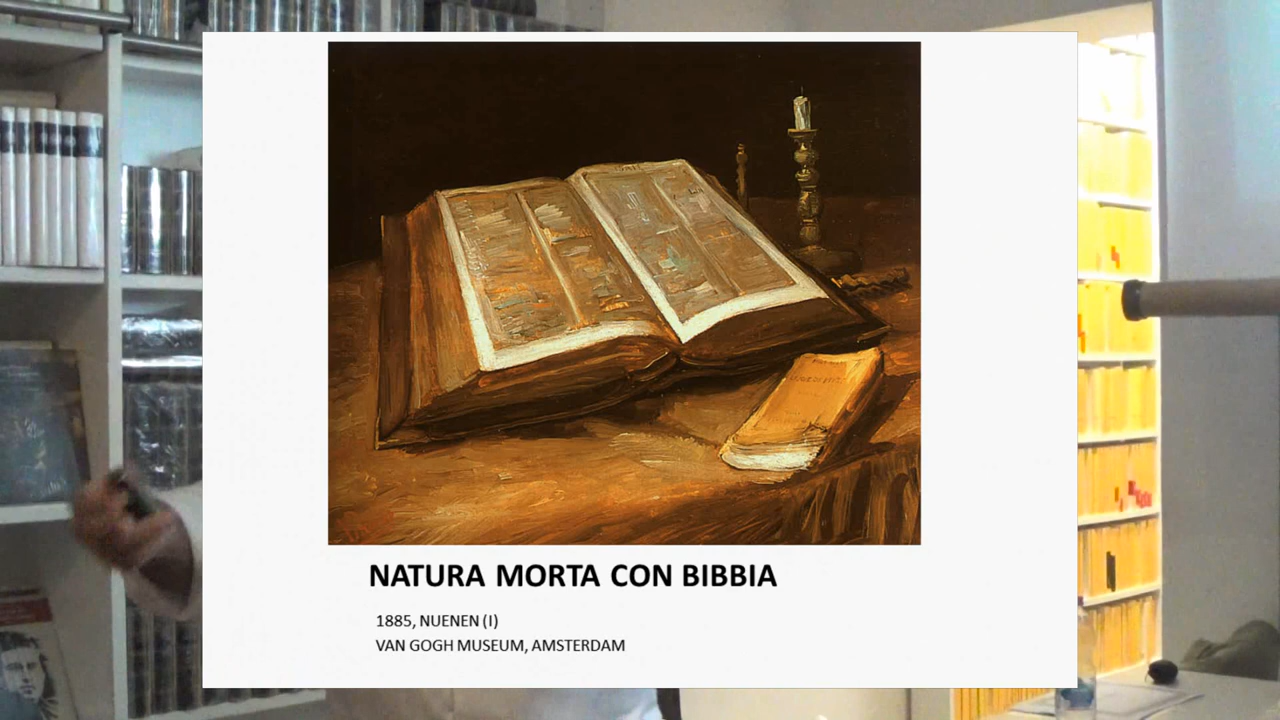 NATURA MORTA CON BIBBIA
1885, NUENEN (I)
VAN GOGH MUSEUM, AMSTERDAM